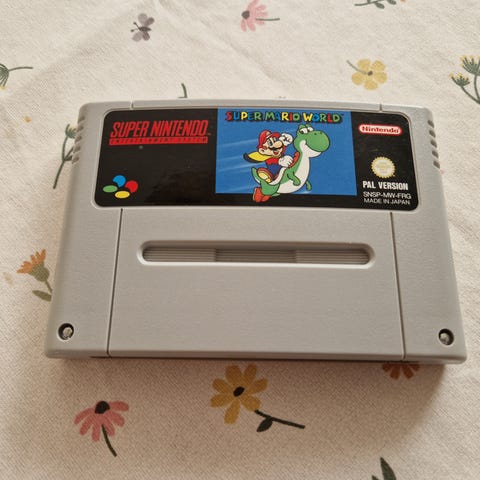 SUPER NINTENDO
ENTERTAINMENT SYSTEM
SUPER MARIO WORLD
Nintendo
PAL VERSION
SNSP-MW-FRG
MADE IN JAPAN